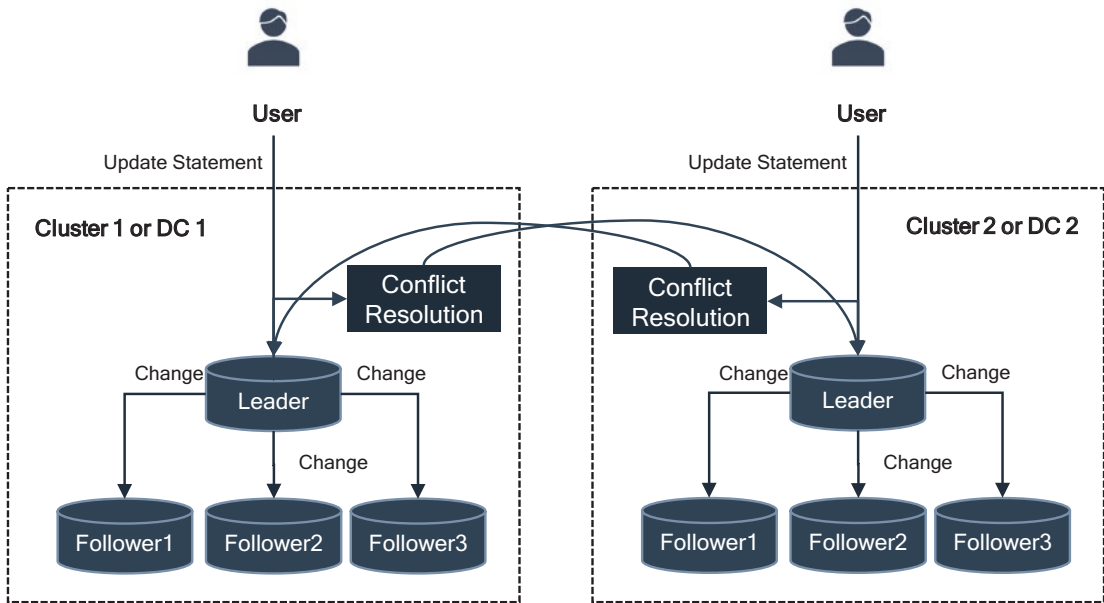 User
User
Update Statement
Update Statement
Cluster 1 or DC 1
Cluster 2 or DC 2
Conflict
Resolution
Conflict
Resolution
Change
Change
Leader
Change
Change
Change
Leader
Change
Follower1
Follower2
Follower3
Follower1
Follower2
Follower3